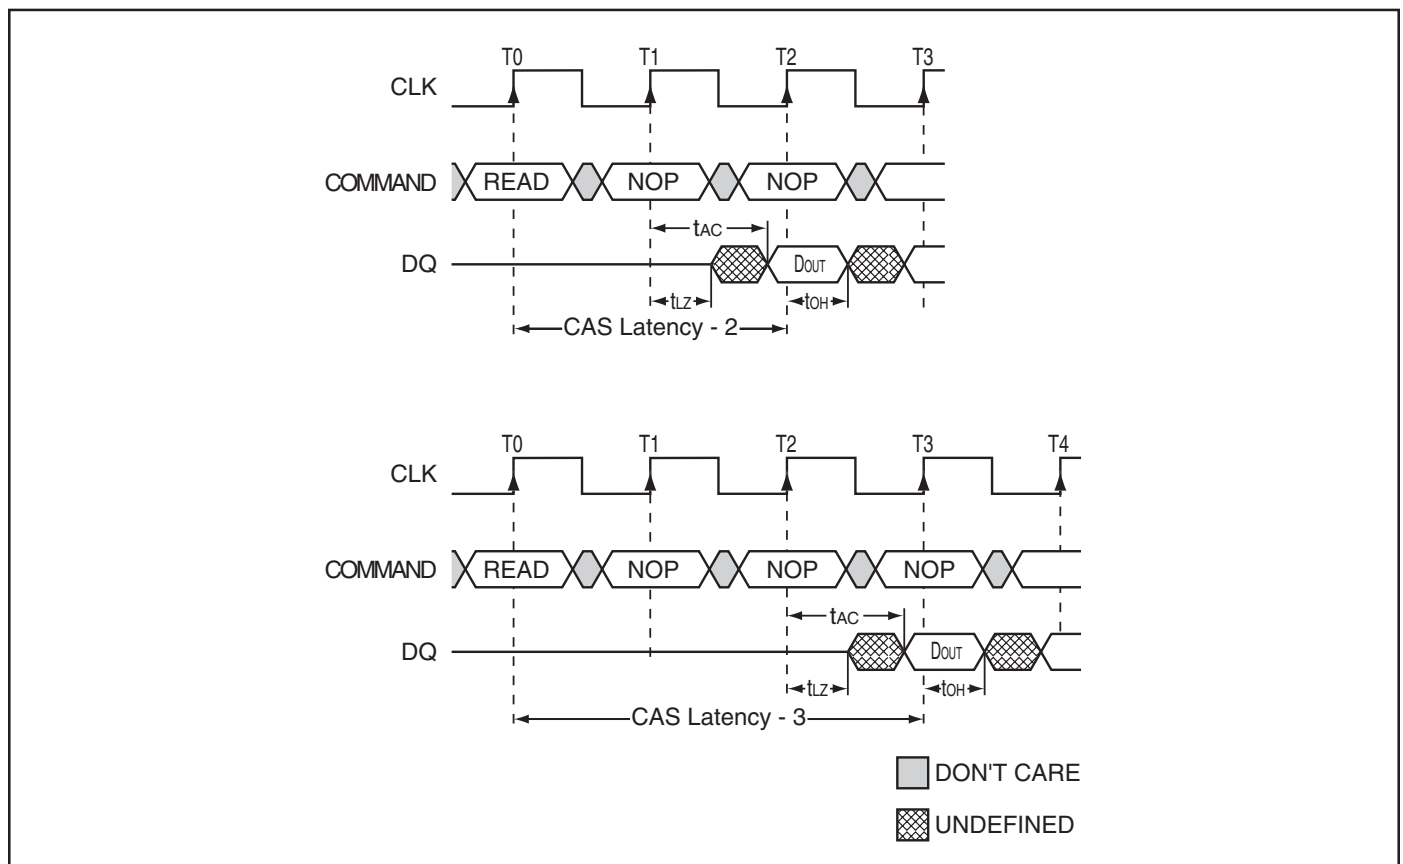 T0 T1 T2 T3
CLK
COMMAND READ NOP NOP
tAC
DQ DOUT
tLZ tOH
CAS Latency - 2
T0 T1 T2 T3 T4
CLK
COMMAND READ NOP NOP NOP
tAC
DQ DOUT
tLZ tOH
CAS Latency - 3
DON'T CARE
UNDEFINED